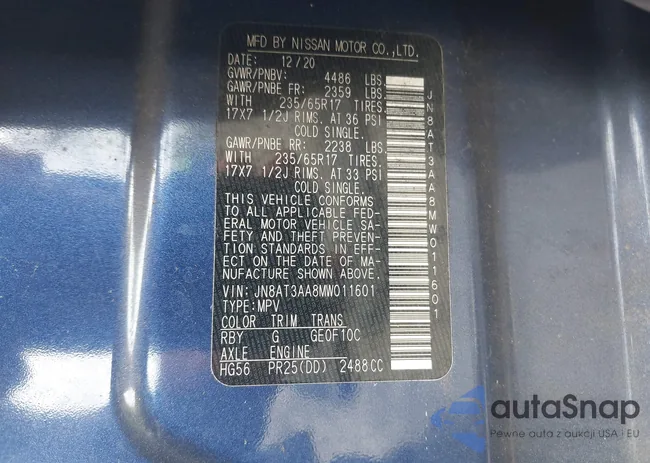 MFD BY NISSAN MOTOR CO.,LTD.
DATE: 12/20
GVWR/PNBV: 4486 LBS
GAWR/PNBE FR: 2359 LBS
WITH 235/65R17 TIRES.
17X7 1/2J RIMS. AT 36 PSI
COLD SINGLE.
GAWR/PNBE RR: 2238 LBS
WITH 235/65R17 TIRES.
17X7 1/2J RIMS. AT 33 PSI
COLD SINGLE.
THIS VEHICLE CONFORMS
TO ALL APPLICABLE FED-
ERAL MOTOR VEHICLE SA-
FETY AND THEFT PREVEN-
TION STANDARDS IN EFF-
ECT ON THE DATE OF MA-
NUFACTURE SHOWN ABOVE.
VIN: JN8AT3AA8MW011601
TYPE:MPV
COLOR TRIM TRANS
RBY G GE0F10C
AXLE ENGINE
HG56 PR25(DD) 2488CC
JN8AT3AA8MW011601
autaSnap
Pewne auta z aukcji USA i EU